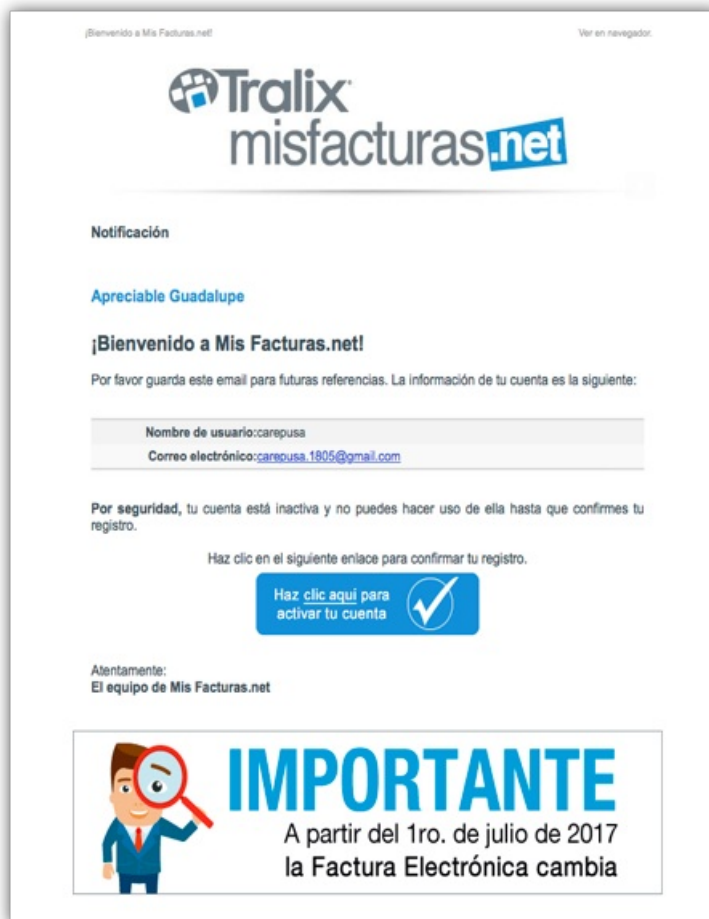 ¡Bienvenido a Mis Facturas.net!
Ver en navegador.
Tralix
misfacturas.net
Notificación
Apreciable Guadalupe
¡Bienvenido a Mis Facturas.net!
Por favor guarda este email para futuras referencias. La información de tu cuenta es la siguiente:
Nombre de usuario:carepusa
Correo electrónico:carepusa.1805@gmail.com
Por seguridad, tu cuenta está inactiva y no puedes hacer uso de ella hasta que confirmes tu
registro.
Haz clic en el siguiente enlace para confirmar tu registro.
Haz clic aquí para
activar tu cuenta
Atentamente:
El equipo de Mis Facturas.net
IMPORTANTE
A partir del 1ro. de julio de 2017
la Factura Electrónica cambia